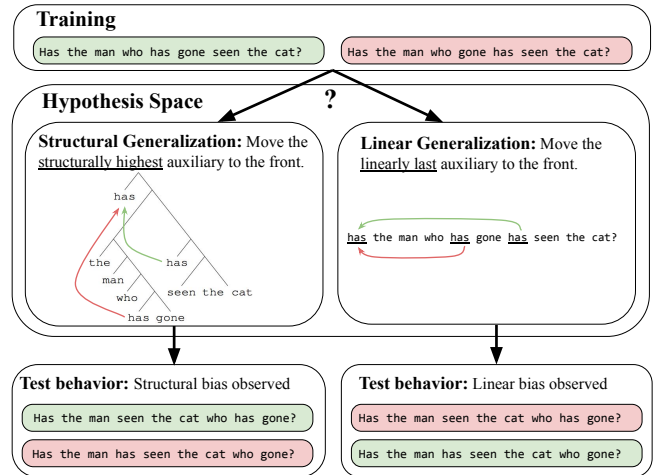 Training
Has the man who has gone seen the cat?
Has the man who gone has seen the cat?
Hypothesis Space
?
Structural Generalization: Move the
structurally highest auxiliary to the front.
has
the
has
man
who
seen the cat
has gone
Linear Generalization: Move the
linearly last auxiliary to the front.
has the man who has gone has seen the cat?
Test behavior: Structural bias observed
Has the man seen the cat who has gone?
Has the man has seen the cat who gone?
Test behavior: Linear bias observed
Has the man seen the cat who has gone?
Has the man has seen the cat who gone?